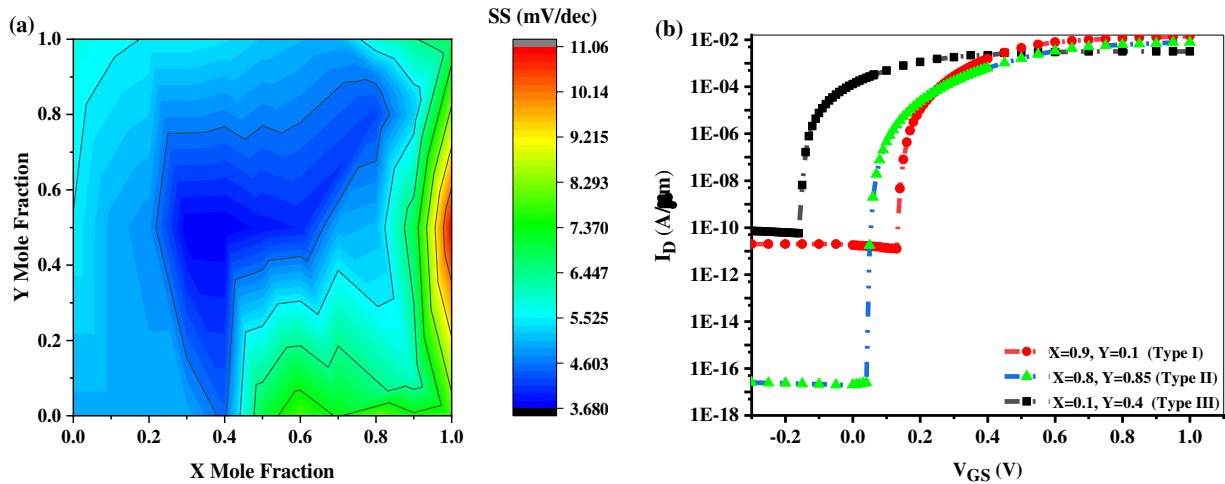 (a)
SS (mV/dec)
1.0
0.8
0.6
0.4
0.2
0.0
Y Mole Fraction
0.0 0.2 0.4 0.6 0.8 1.0
X Mole Fraction
11.06
10.14
9.215
8.293
7.370
6.447
5.525
4.603
3.680
(b)
1E-02
1E-04
1E-06
1E-08
1E-10
1E-11
1E-14
1E-16
1E-18
X=0.9, Y=0.1 (Type I)
X=0.8, Y=0.85 (Type II)
X=0.1, Y=0.4 (Type III)
-0.2 0.0 0.2 0.4 0.6 0.8 1.0
V_GS (V)